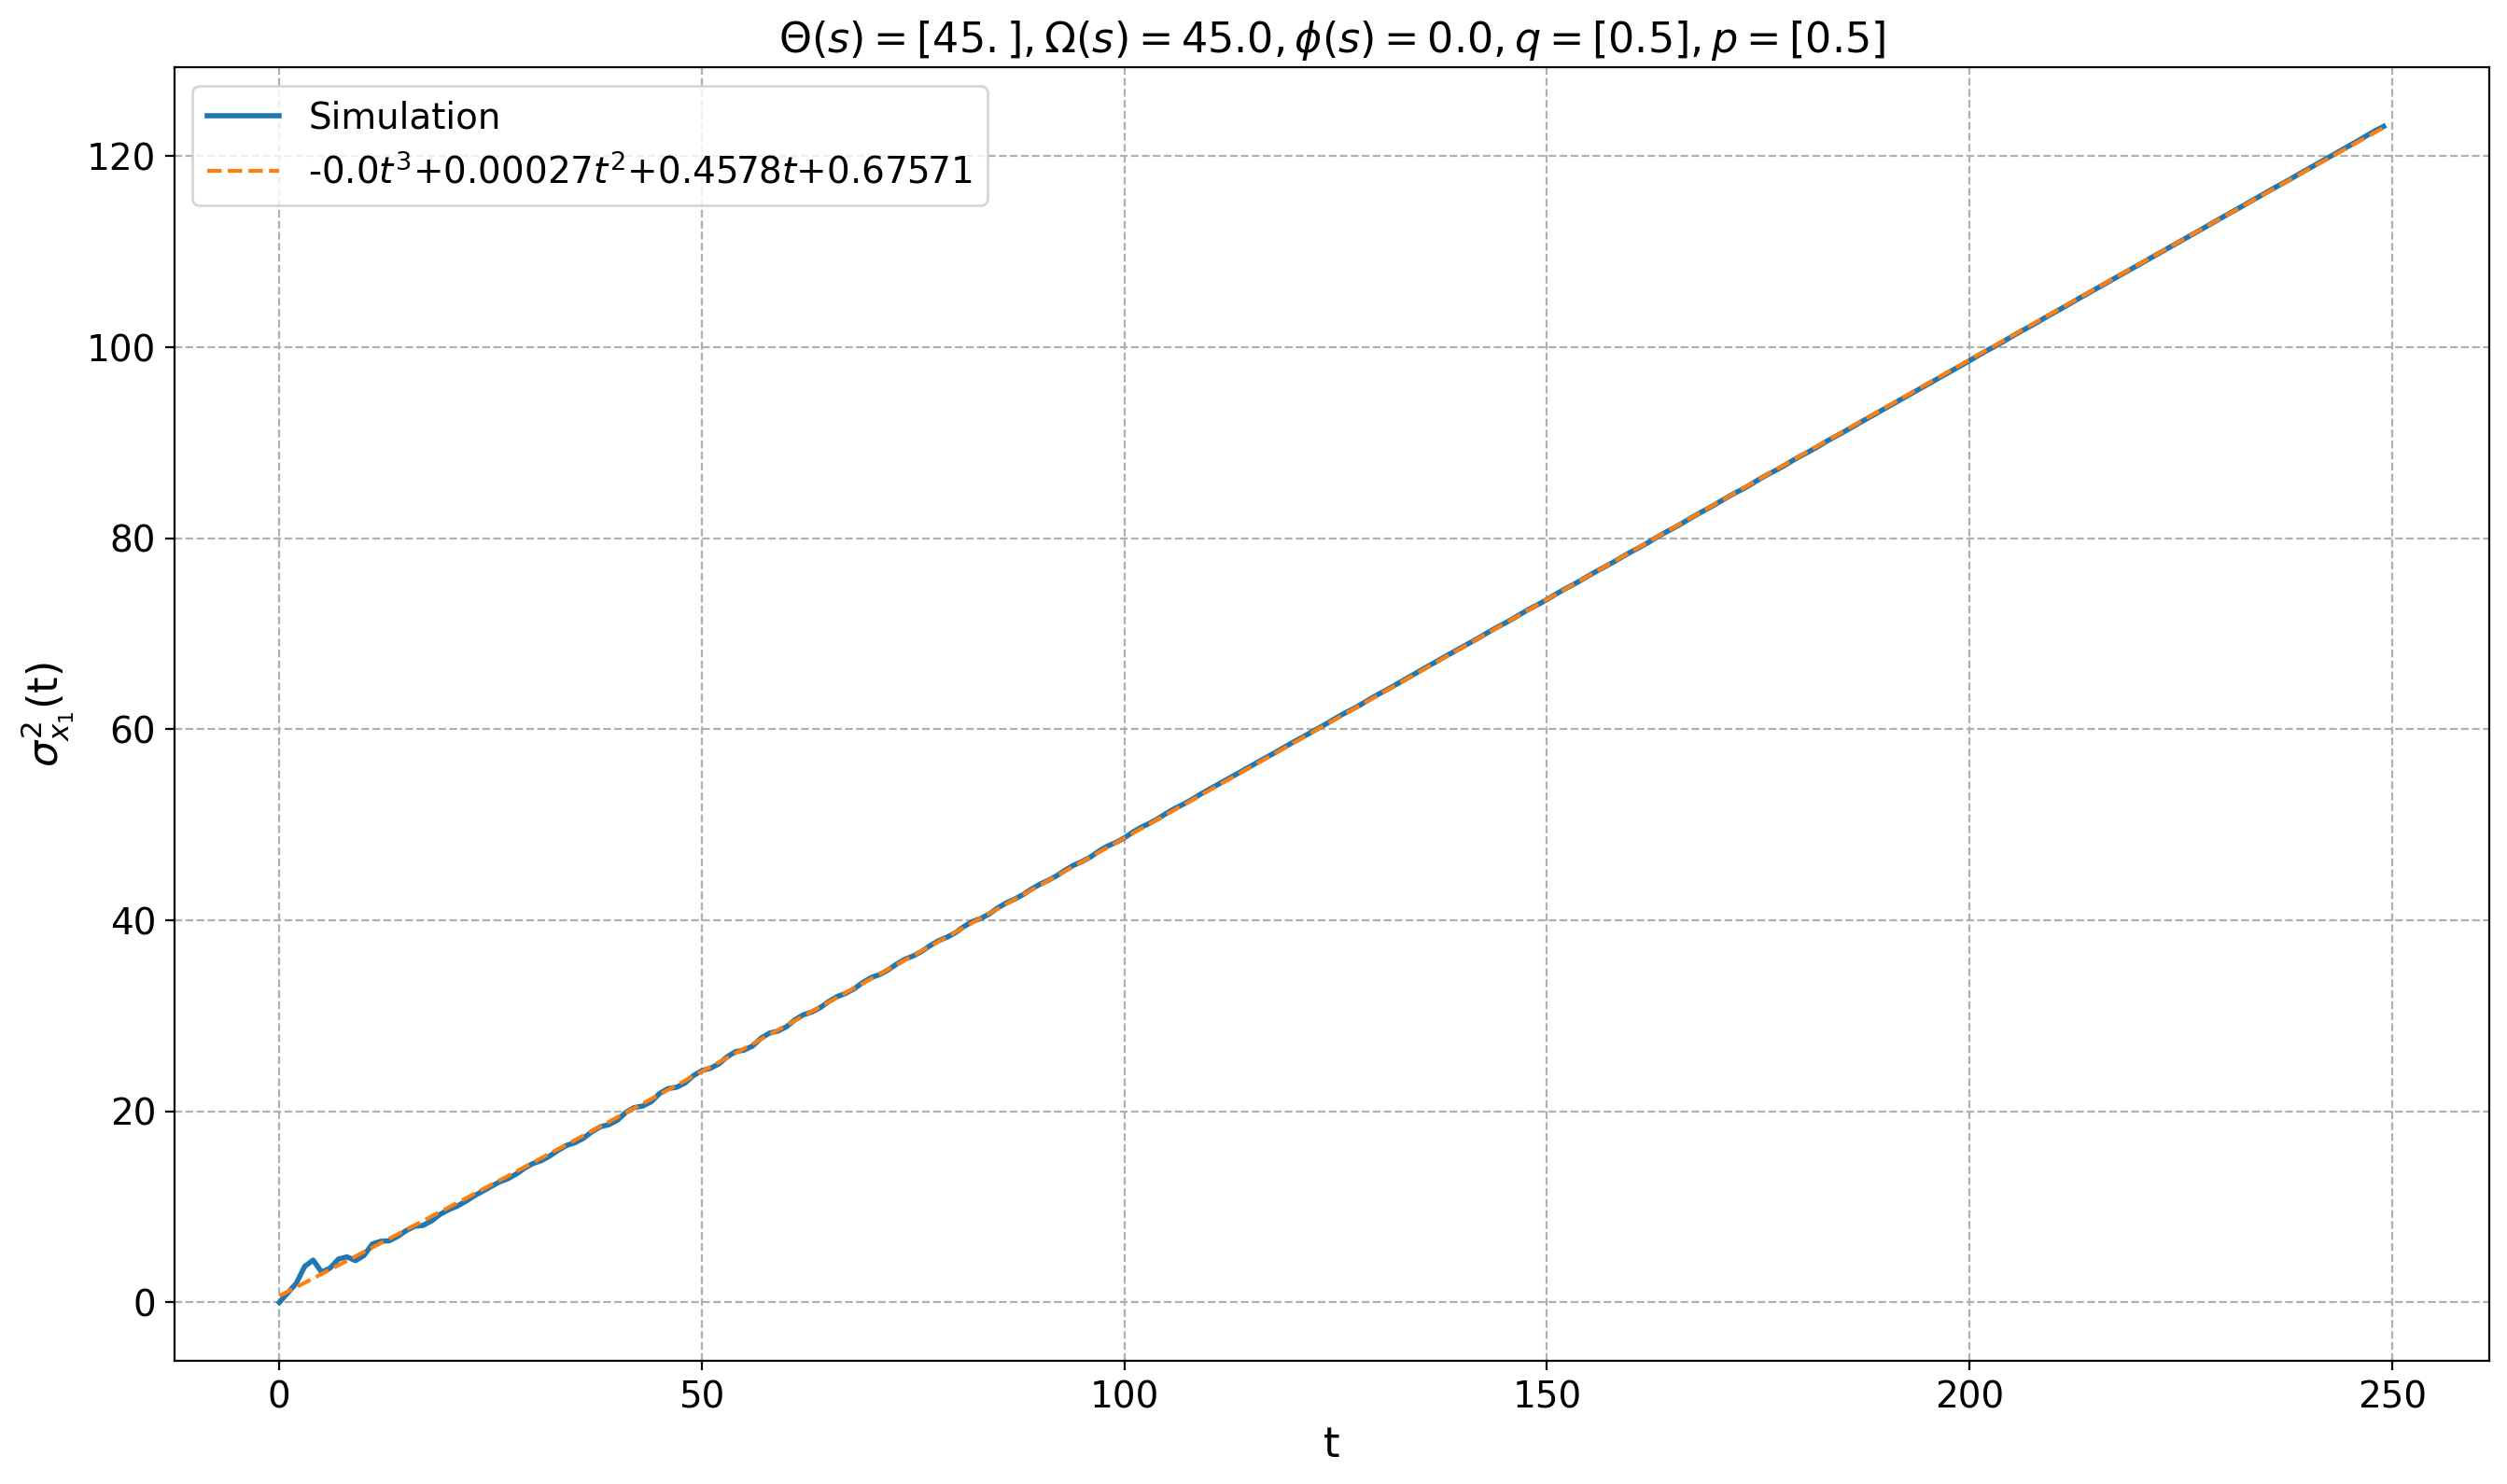 Θ(s) = [45. ], Ω(s) = 45.0, ϕ(s) = 0.0, q = [0.5], p = [0.5]
Simulation
-0.0t³+0.00027t²+0.4578t+0.67571
120
100
80
60
40
20
0
σ²ₓ₁(t)
0 50 100 150 200 250
t